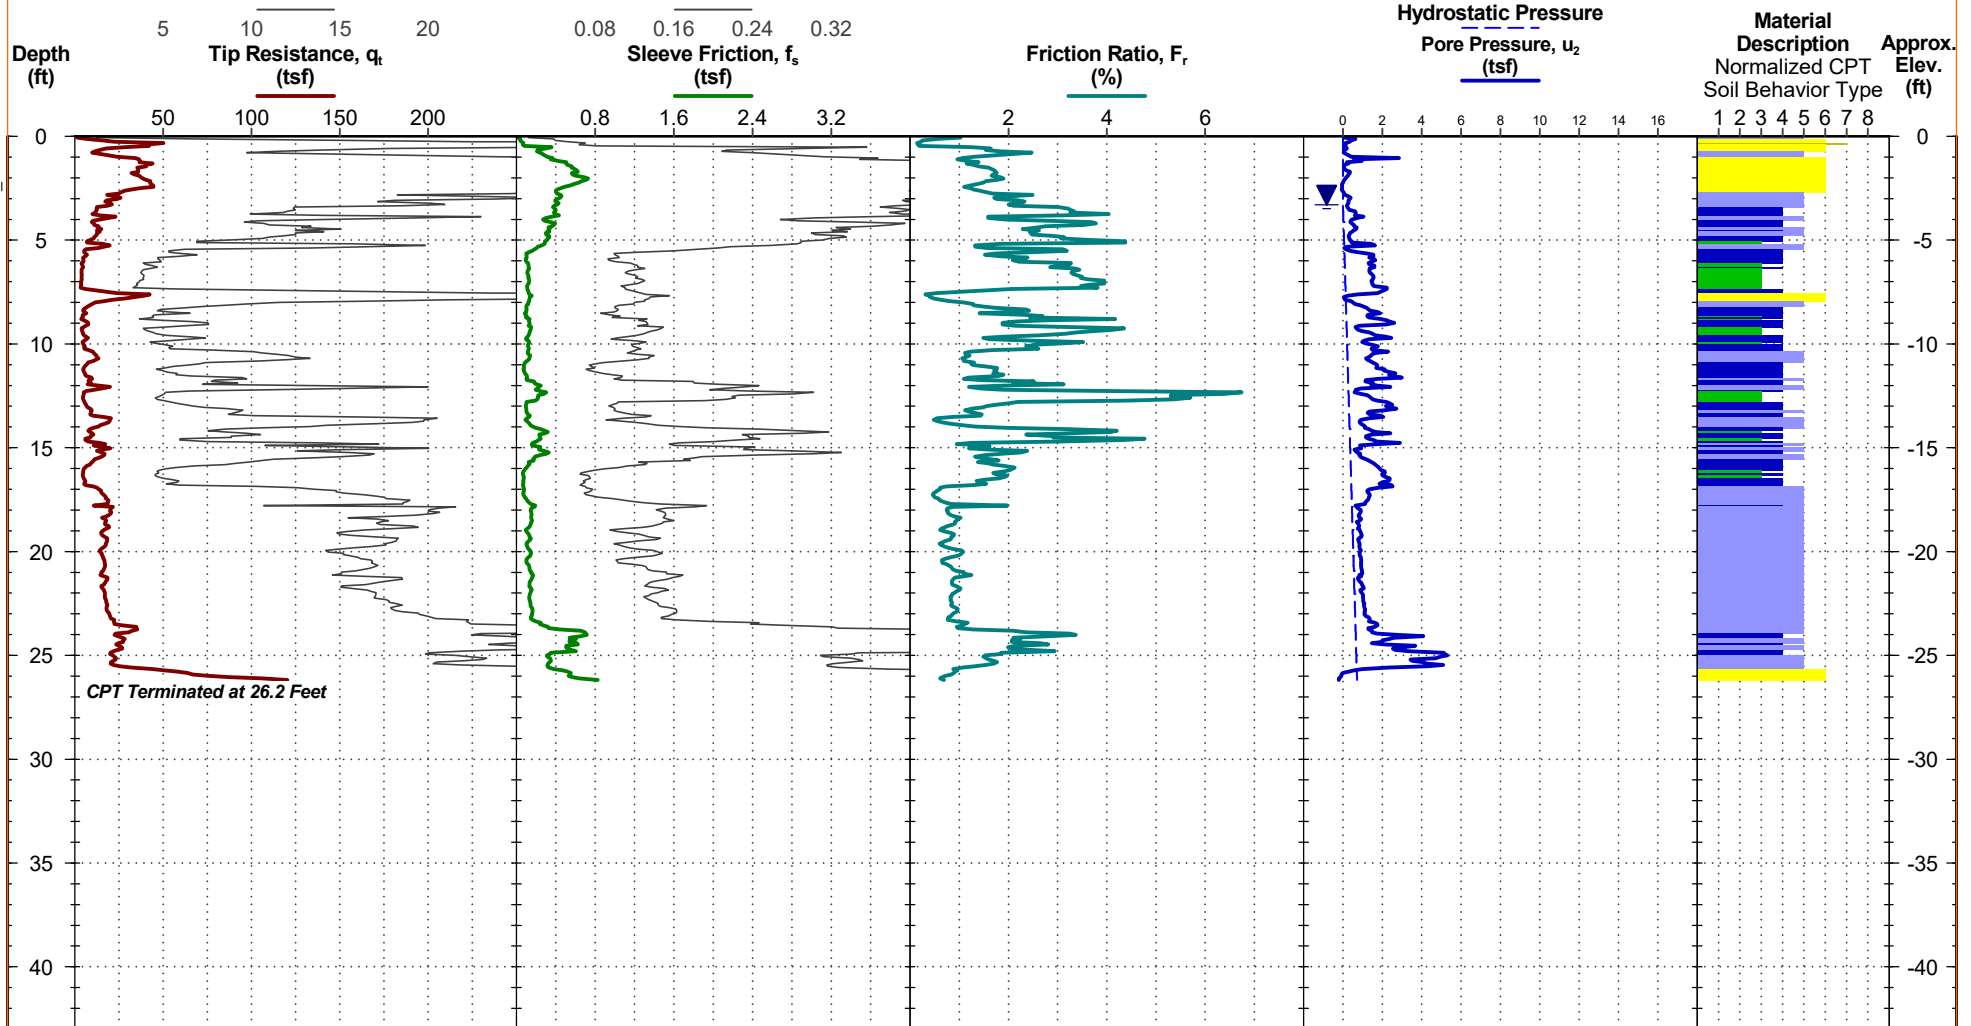 5 10 15 20
0.08 0.16 0.24 0.32
Hydrostatic Pressure
Depth
(ft)
Tip Resistance, qt
(tsf)
Sleeve Friction, fs
(tsf)
Friction Ratio, Fr
(%)
Pore Pressure, u2
(tsf)
Material
Description
Normalized CPT
Soil Behavior Type
Approx.
Elev.
(ft)
50 100 150 200
0.8 1.6 2.4 3.2
2 4 6
0 2 4 6 8 10 12 14 16
1 2 3 4 5 6 7 8
0 0
5 -5
10 -10
15 -15
20 -20
25 -25
CPT Terminated at 26.2 Feet
30 -30
35 -35
40 -40